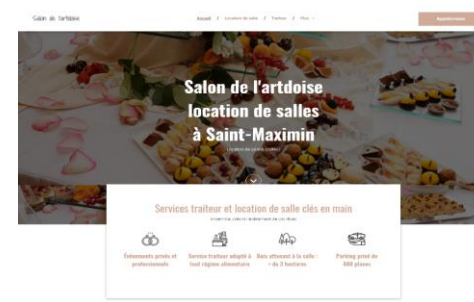 Salon de l'artdoise
Accueil / Location de salle / Traiteur / Plus
Salon de l'artdoise
location de salles
à Saint-Maximin
Services traiteur et location de salle clés en main
Événements privés et
professionnels
Service traiteur adapté à
tout régime alimentaire
Parc attenant à la salle :
+ de 3 hectares
Parking privé de
600 places